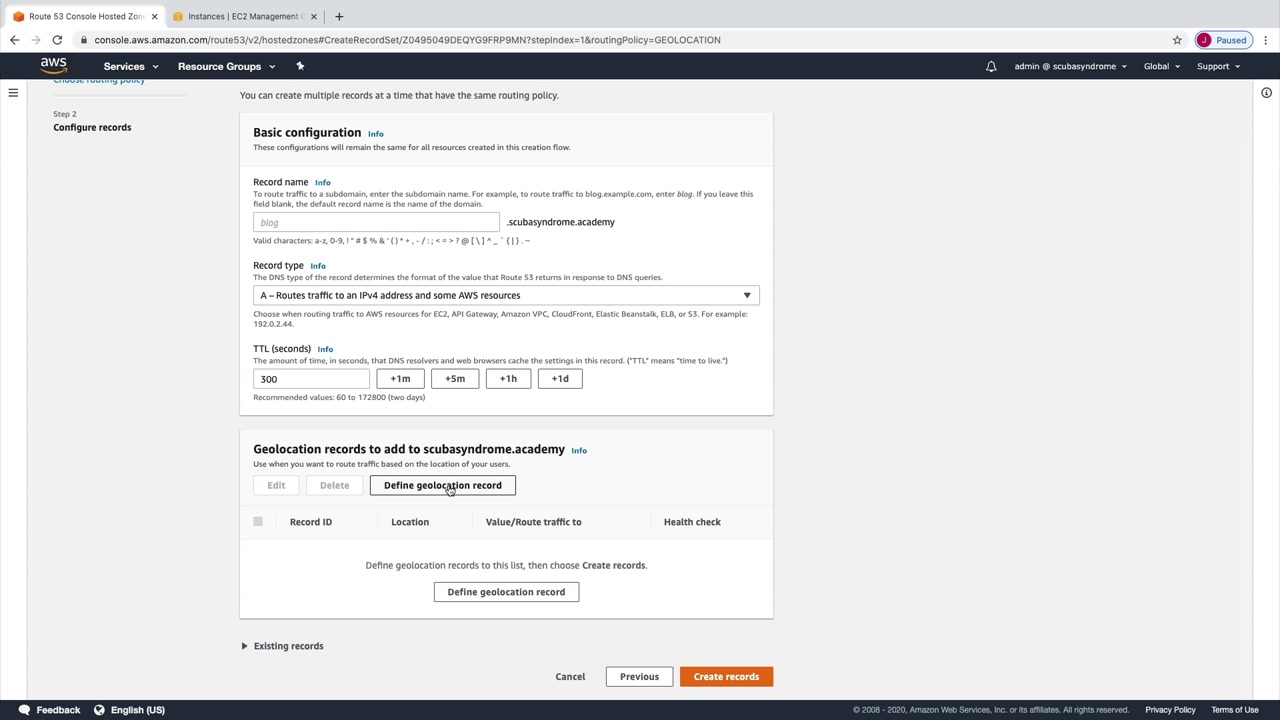 Route 53 Console Hosted Zon
Instances | EC2 Management C
console.aws.amazon.com/route53/v2/hostedzones#CreateRecordSet/Z0495049DEQYG9FRP9MN?stepIndex=1&routingPolicy=GEOLOCATION
J Paused
aws Services Resource Groups admin @ scubasyndrome Global Support
Choose routing policy
Step 2
Configure records
You can create multiple records at a time that have the same routing policy.
Basic configuration Info
These configurations will remain the same for all resources created in this creation flow.
Record name Info
To route traffic to a subdomain, enter the subdomain name. For example, to route traffic to blog.example.com, enter blog. If you leave this
field blank, the default record name is the name of the domain.
blog .scubasyndrome.academy
Valid characters: a-z, 0-9, ! " # $ % & ' ( ) * + , - / : ; < = > ? @ [ \ ] ^ _ ` { | } . ~
Record type Info
The DNS type of the record determines the format of the value that Route 53 returns in response to DNS queries.
A – Routes traffic to an IPv4 address and some AWS resources
Choose when routing traffic to AWS resources for EC2, API Gateway, Amazon VPC, CloudFront, Elastic Beanstalk, ELB, or S3. For example:
192.0.2.44.
TTL (seconds) Info
The amount of time, in seconds, that DNS resolvers and web browsers cache the settings in this record. ("TTL" means "time to live.")
300 +1m +5m +1h +1d
Recommended values: 60 to 172800 (two days)
Geolocation records to add to scubasyndrome.academy Info
Use when you want to route traffic based on the location of your users.
Edit Delete Define geolocation record
Record ID Location Value/Route traffic to Health check
Define geolocation records to this list, then choose Create records.
Define geolocation record
Existing records
Cancel Previous Create records
Feedback English (US) © 2008 - 2020, Amazon Web Services, Inc. or its affiliates. All rights reserved. Privacy Policy Terms of Use